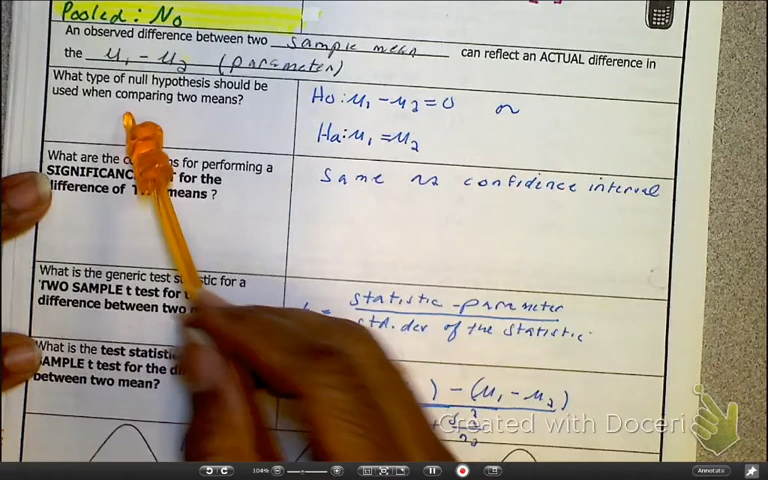 Pooled: No
An observed difference between two sample mean can reflect an ACTUAL difference in
the μ₁ - μ₂ (parameter)
What type of null hypothesis should be
used when comparing two means?
Ho: μ₁ - μ₂ = 0 or
Ha: μ₁ = μ₂
What are the for performing a
SIGNIFICANC for the
difference of means ?
Same as confidence interval
What is the generic test for a
TWO SAMPLE t test for
difference between two
= statistic - parameter
std. dev of the statistic
What is the test statisti
SAMPLE t test for the di
between two mean?
) - (μ₁ - μ₂)
Created with Doceri
104%
Annotate